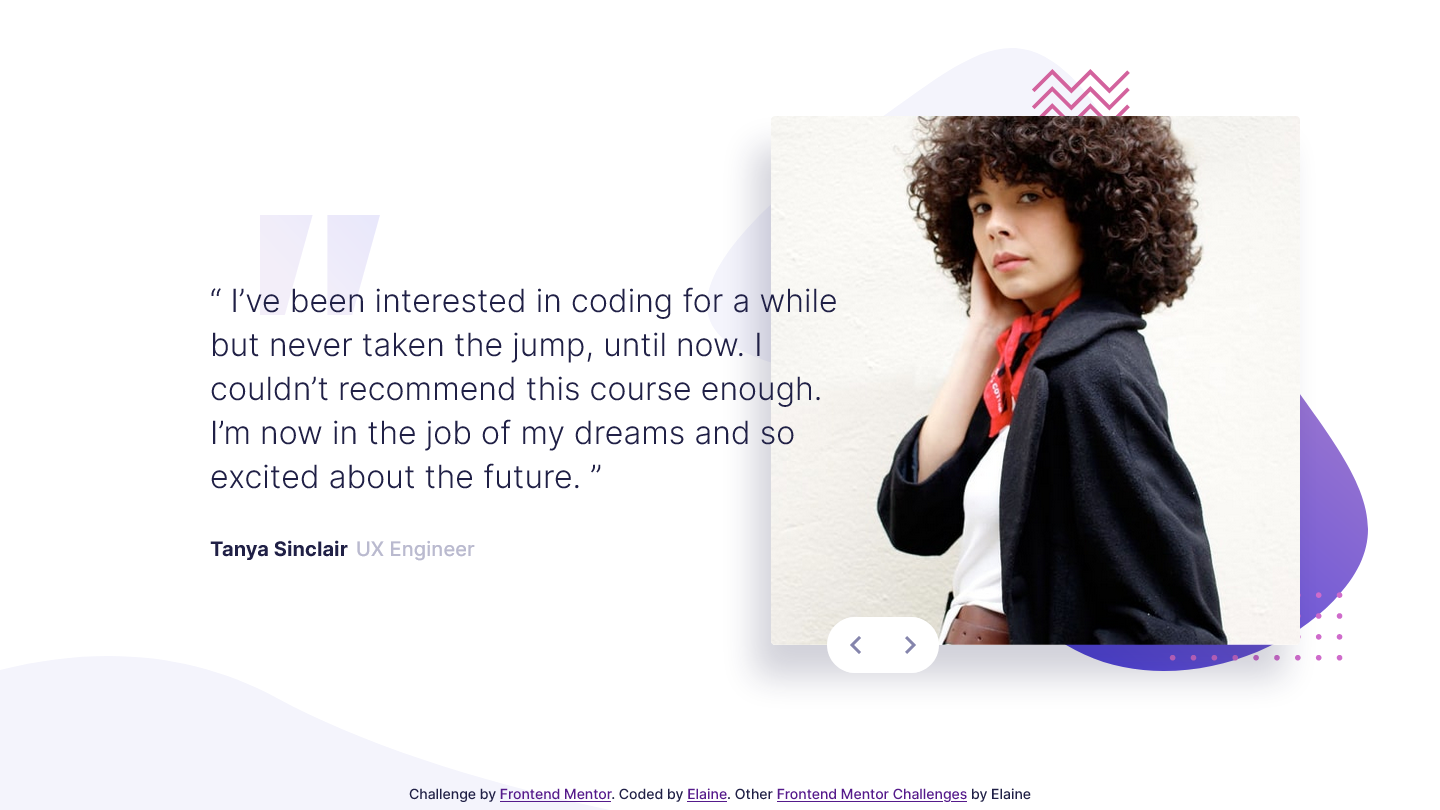 “ I’ve been interested in coding for a while
but never taken the jump, until now. I
couldn’t recommend this course enough.
I’m now in the job of my dreams and so
excited about the future. ”
Tanya Sinclair UX Engineer
Challenge by Frontend Mentor. Coded by Elaine. Other Frontend Mentor Challenges by Elaine